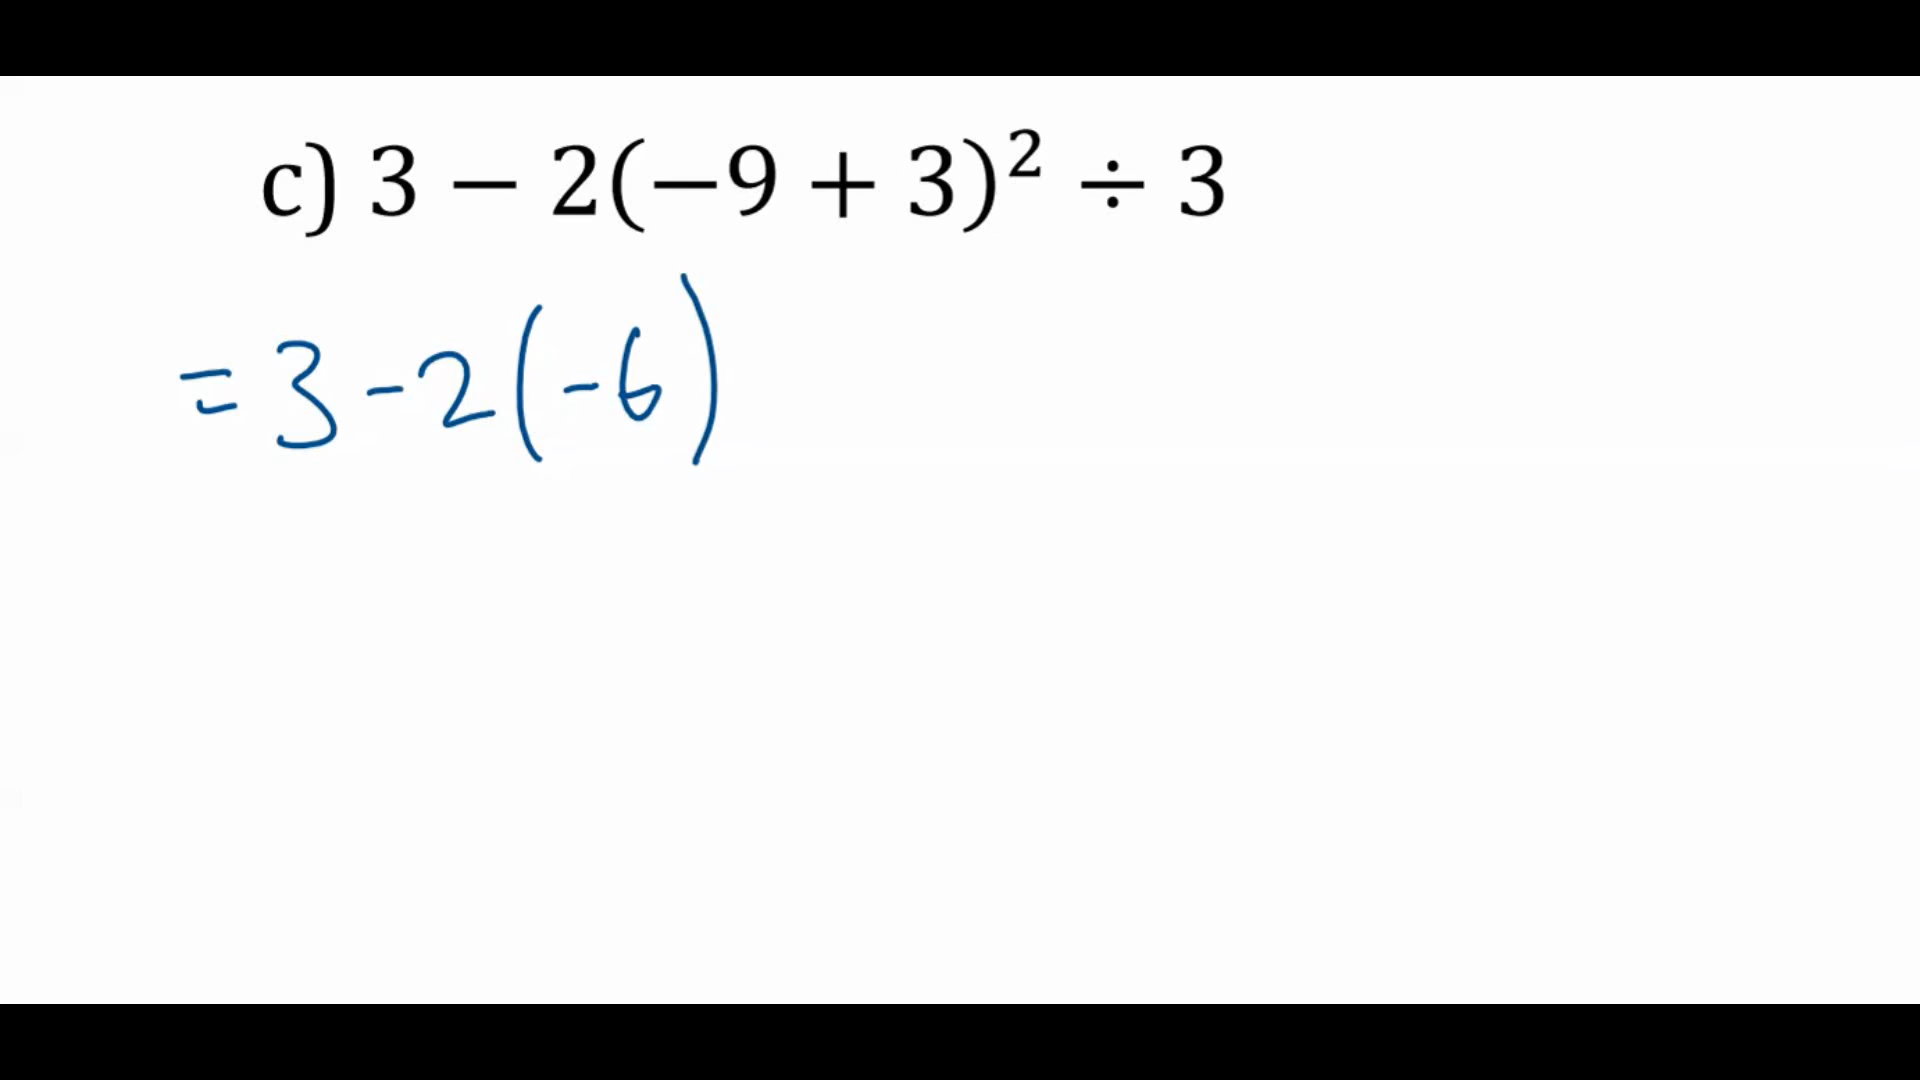 c) 3 − 2(−9 + 3)² ÷ 3
= 3 - 2(-6)